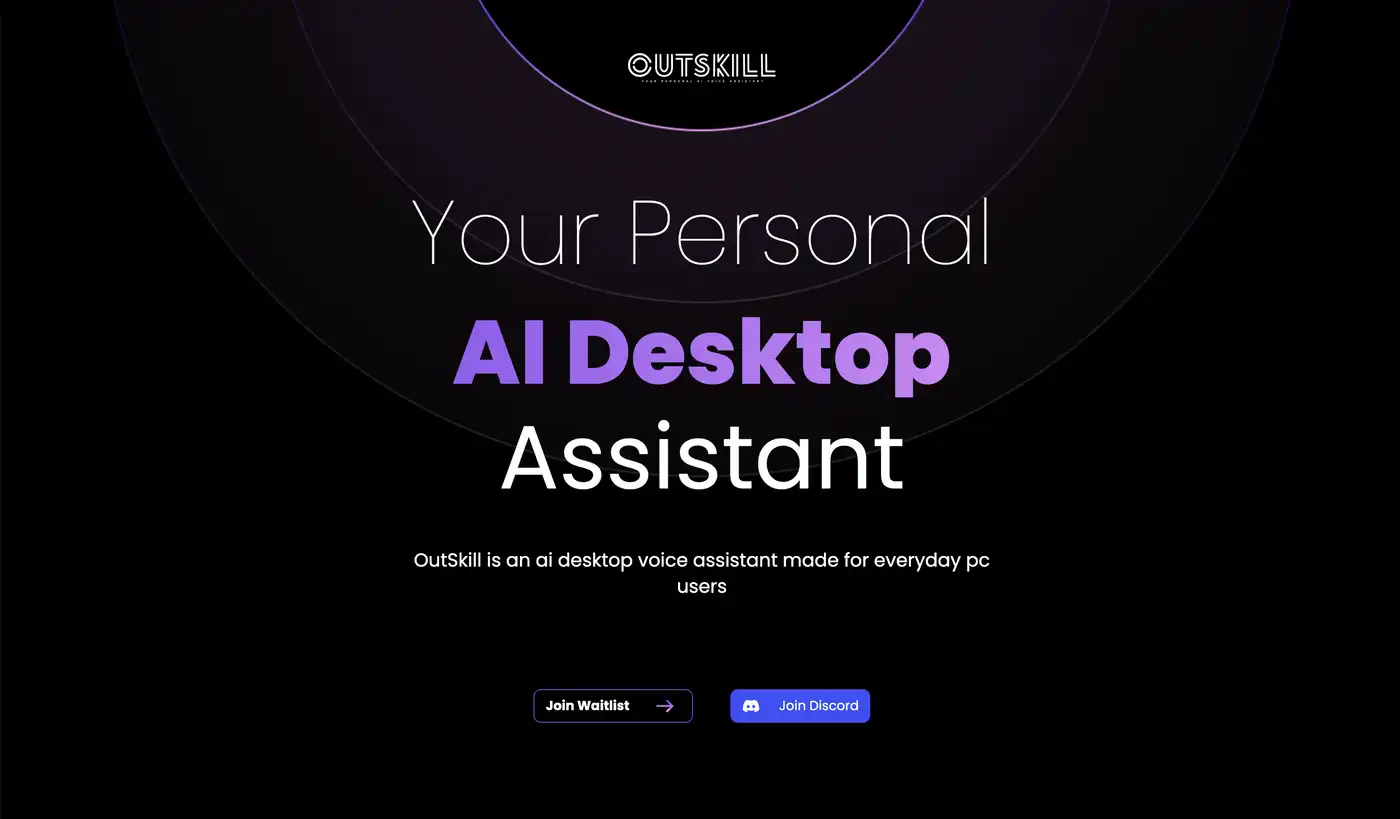 OUTSKILL
YOUR PERSONAL AI VOICE ASSISTANT
Your Personal
AI Desktop
Assistant
OutSkill is an ai desktop voice assistant made for everyday pc
users
Join Waitlist
Join Discord